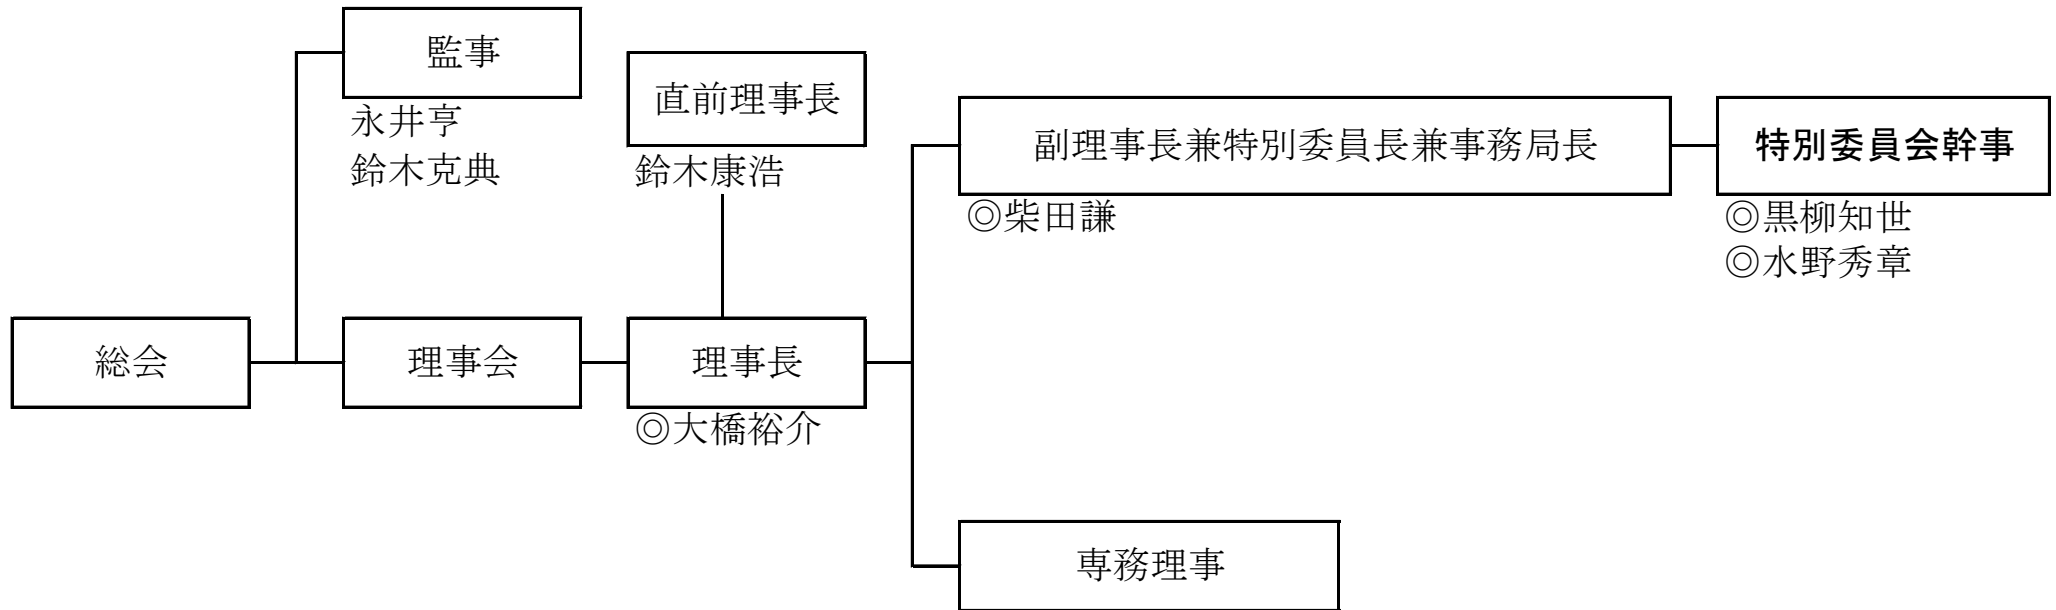 監事
永井亨
鈴木克典
直前理事長
鈴木康浩
副理事長兼特別委員長兼事務局長
◎柴田謙
特別委員会幹事
◎黒柳知世
◎水野秀章
総会
理事会
理事長
◎大橋裕介
専務理事